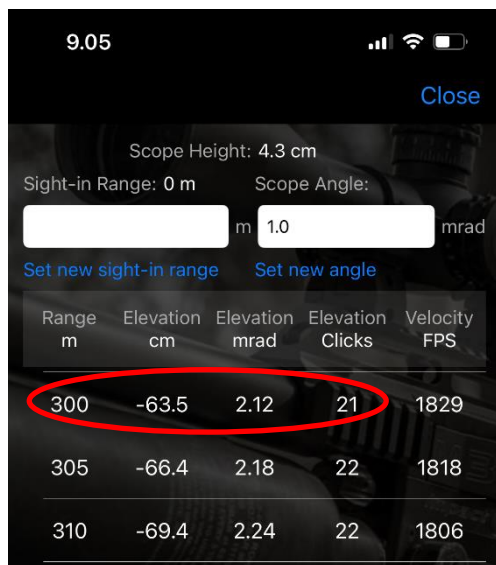 9.05
Close
Scope Height: 4.3 cm
Sight-in Range: 0 m Scope Angle:
m 1.0 mrad
Set new sight-in range Set new angle
Range Elevation Elevation Elevation Velocity
m cm mrad Clicks FPS
300 -63.5 2.12 21 1829
305 -66.4 2.18 22 1818
310 -69.4 2.24 22 1806